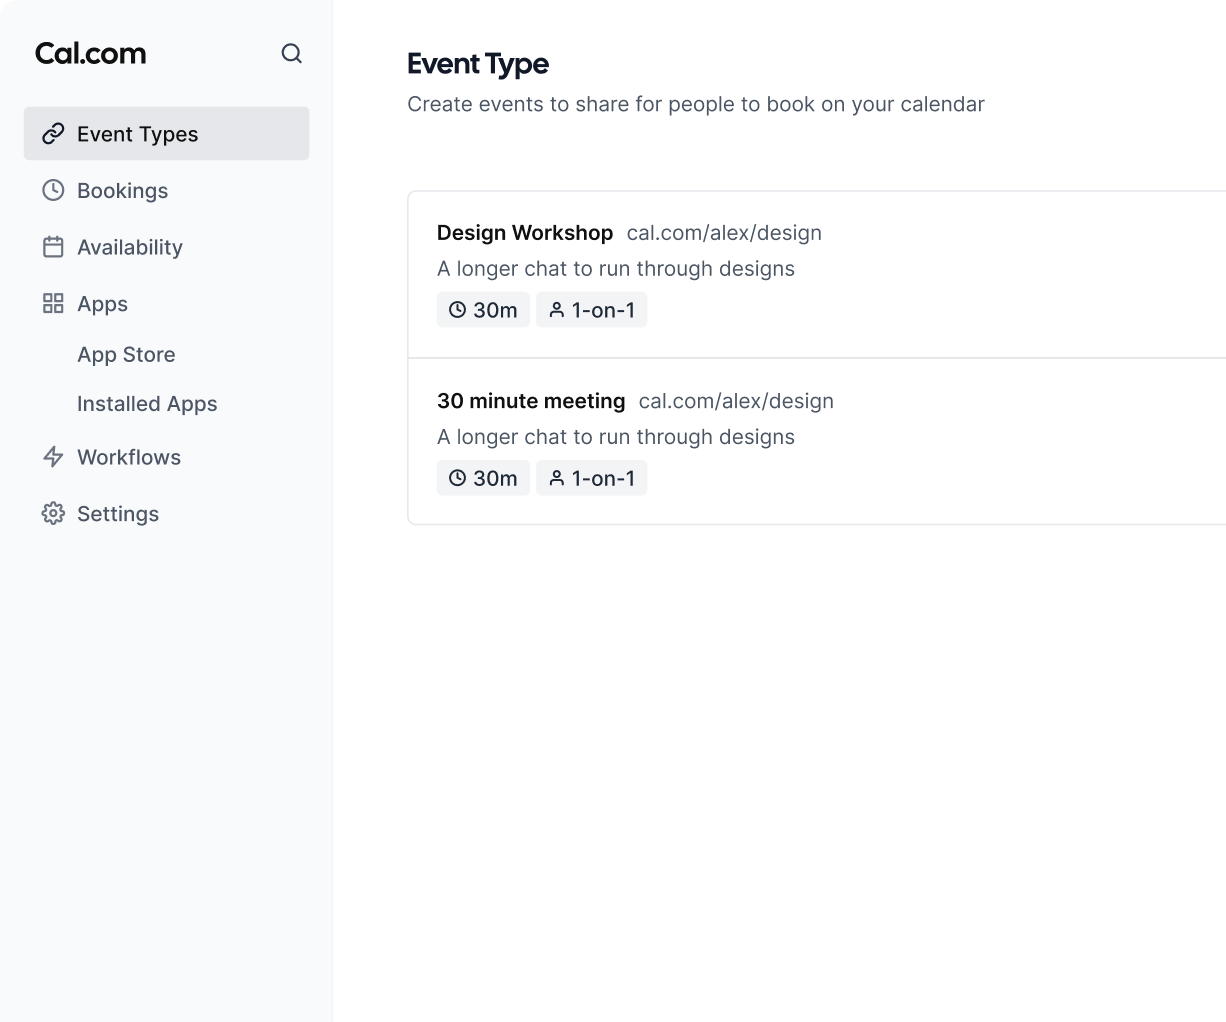 Cal.com
Event Types
Bookings
Availability
Apps
App Store
Installed Apps
Workflows
Settings
Event Type
Create events to share for people to book on your calendar
Design Workshop cal.com/alex/design
A longer chat to run through designs
30m 1-on-1
30 minute meeting cal.com/alex/design
A longer chat to run through designs
30m 1-on-1